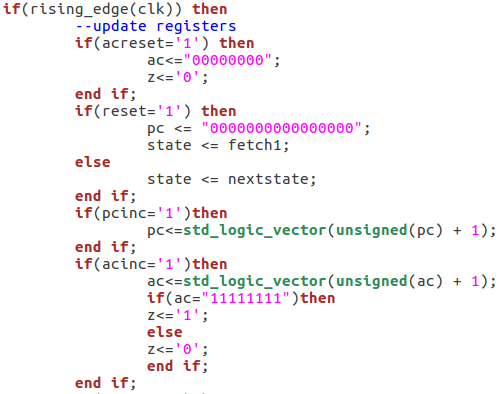 if(rising_edge(clk)) then
--update registers
if(acreset='1') then
ac<="00000000";
z<='0';
end if;
if(reset='1') then
pc <= "0000000000000000";
state <= fetch1;
else
state <= nextstate;
end if;
if(pcinc='1')then
pc<=std_logic_vector(unsigned(pc) + 1);
end if;
if(acinc='1')then
ac<=std_logic_vector(unsigned(ac) + 1);
if(ac="11111111")then
z<='1';
else
z<='0';
end if;
end if;